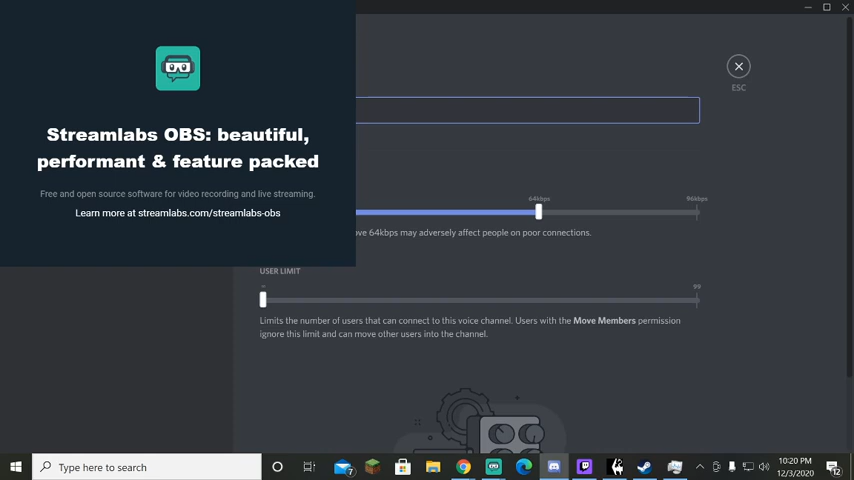 Streamlabs OBS: beautiful,
performant & feature packed
Free and open source software for video recording and live streaming.
Learn more at streamlabs.com/streamlabs-obs
ESC
64kbps
96kbps
ve 64kbps may adversely affect people on poor connections.
USER LIMIT
99
Limits the number of users that can connect to this voice channel. Users with the Move Members permission
ignore this limit and can move other users into the channel.
Type here to search
7
10:20 PM
12/3/2020
12